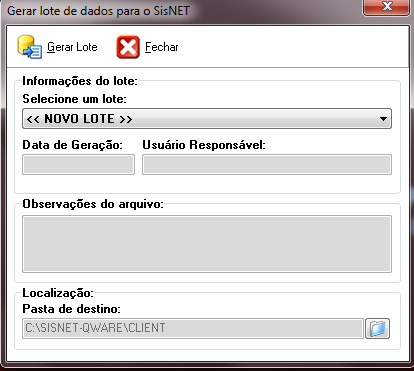 Gerar lote de dados para o SisNET
Gerar Lote Fechar
Informações do lote:
Selecione um lote:
<< NOVO LOTE >>
Data de Geração: Usuário Responsável:
Observações do arquivo:
Localização:
Pasta de destino:
C:\SISNET-QWARE\CLIENT